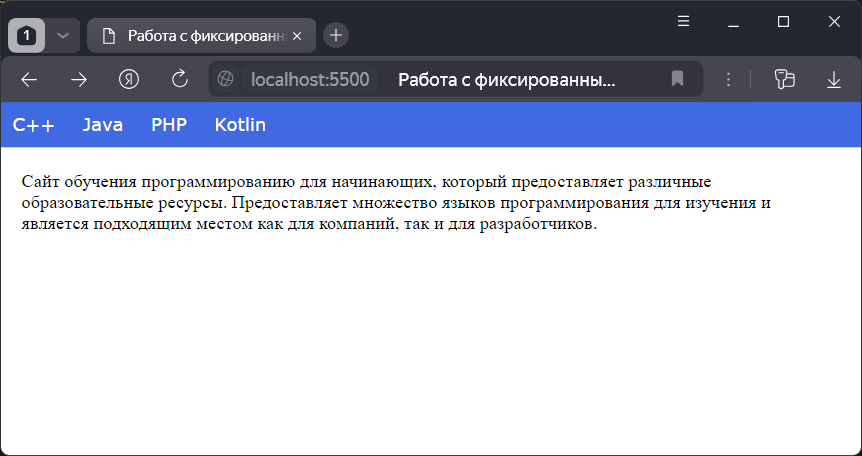 1
Работа с фиксированн
Я
localhost:5500 Работа с фиксированны...
C++ Java PHP Kotlin
Сайт обучения программированию для начинающих, который предоставляет различные
образовательные ресурсы. Предоставляет множество языков программирования для изучения и
является подходящим местом как для компаний, так и для разработчиков.